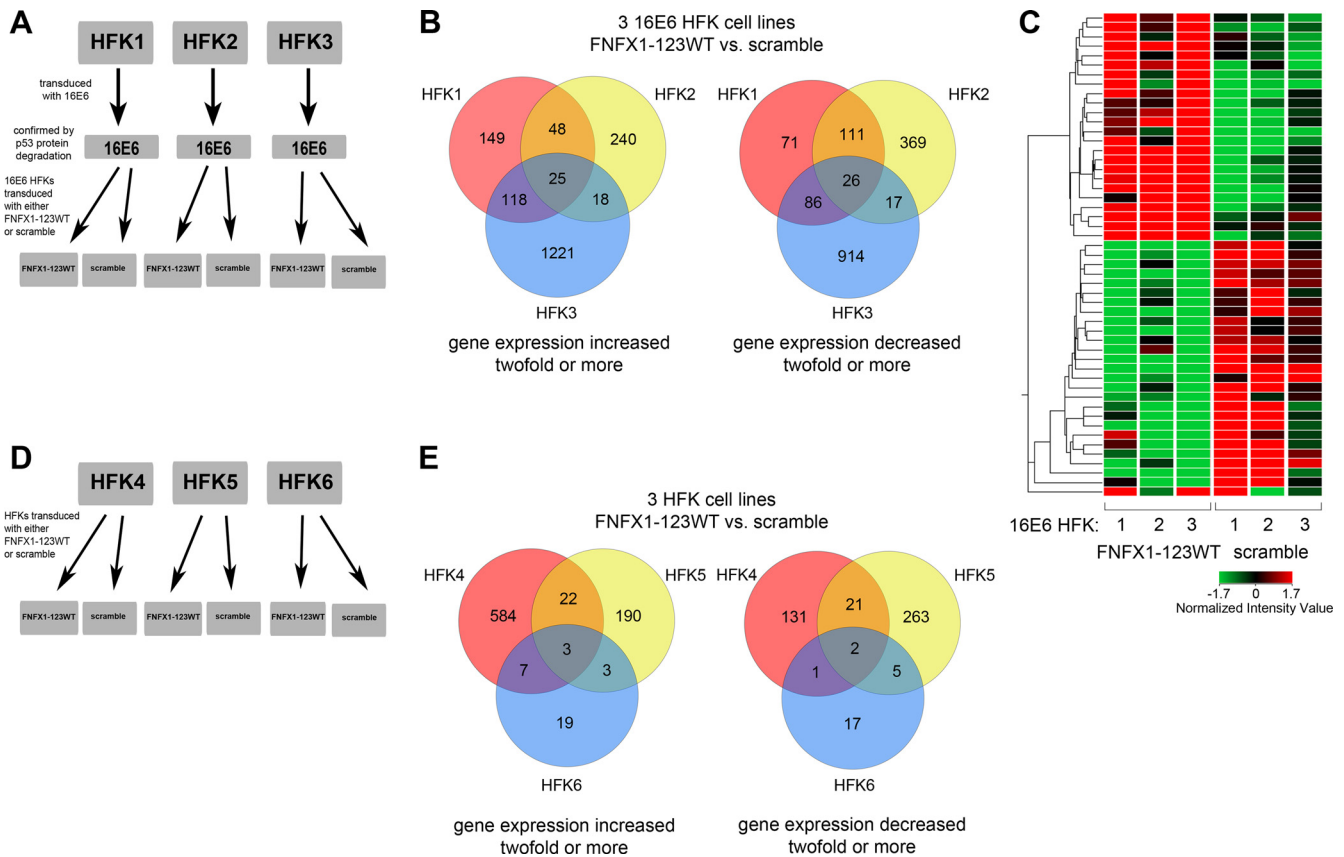 A
HFK1 HFK2 HFK3
transduced
with 16E6
confirmed by
p53 protein
degradation
16E6 16E6 16E6
16E6 HFKs
transduced
with either
FNFX1-123WT
or scramble
FNFX1-123WT scramble FNFX1-123WT scramble FNFX1-123WT scramble
B
3 16E6 HFK cell lines
FNFX1-123WT vs. scramble
HFK1 HFK2
149 48 240
25
118 18
1221
HFK3
gene expression increased
twofold or more
HFK1 HFK2
71 111 369
26
86 17
914
HFK3
gene expression decreased
twofold or more
C
16E6 HFK: 1 2 3 1 2 3
FNFX1-123WT scramble
-1.7 0 1.7
Normalized Intensity Value
D
HFK4 HFK5 HFK6
HFKs transduced
with either
FNFX1-123WT
or scramble
FNFX1-123WT scramble FNFX1-123WT scramble FNFX1-123WT scramble
E
3 HFK cell lines
FNFX1-123WT vs. scramble
HFK4 HFK5
584 22 190
3
7 3
19
HFK6
gene expression increased
twofold or more
HFK4 HFK5
131 21 263
2
1 5
17
HFK6
gene expression decreased
twofold or more